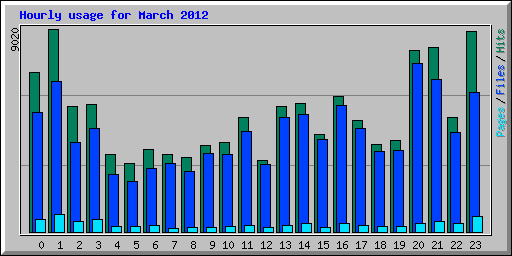 Hourly usage for March 2012
9020
Pages/Files/Hits
0 1 2 3 4 5 6 7 8 9 10 11 12 13 14 15 16 17 18 19 20 21 22 23